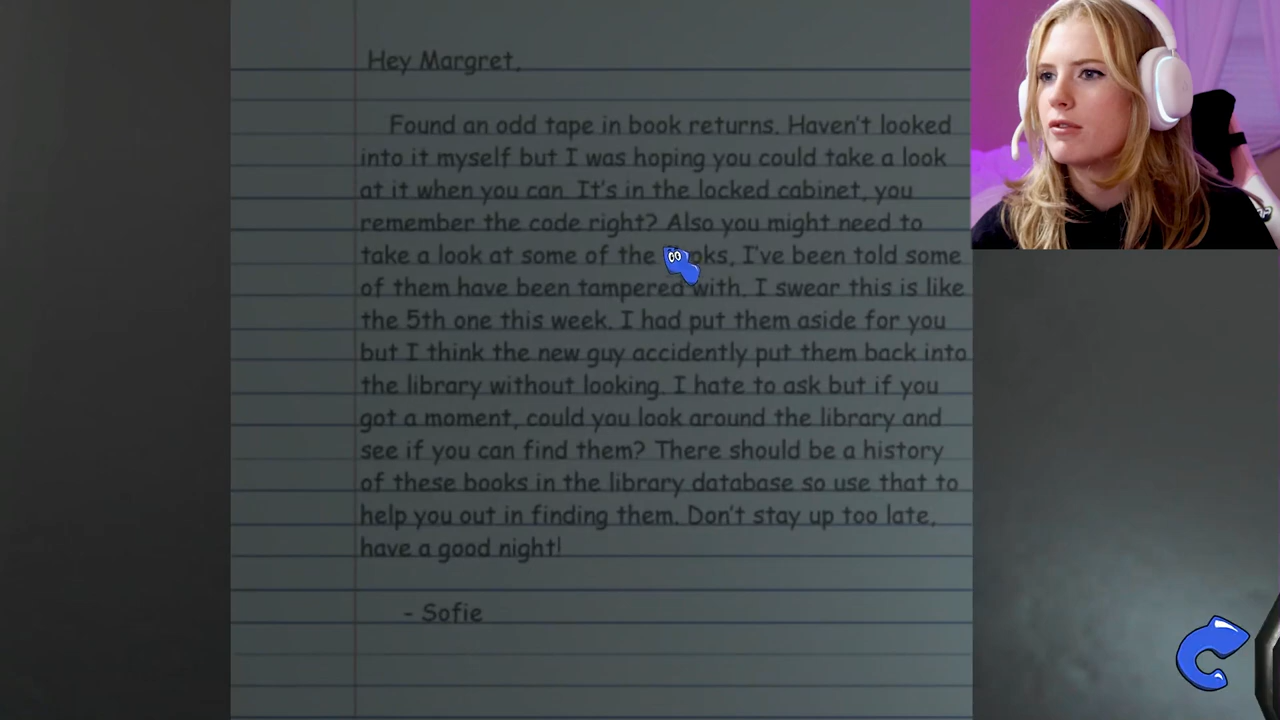 Hey Margret,
Found an odd tape in book returns. Haven't looked
into it myself but I was hoping you could take a look
at it when you can. It's in the locked cabinet, you
remember the code right? Also you might need to
take a look at some of the books, I've been told some
of them have been tampered with. I swear this is like
the 5th one this week. I had put them aside for you
but I think the new guy accidently put them back into
the library without looking. I hate to ask but if you
got a moment, could you look around the library and
see if you can find them? There should be a history
of these books in the library database so use that to
help you out in finding them. Don't stay up too late,
have a good night!
- Sofie